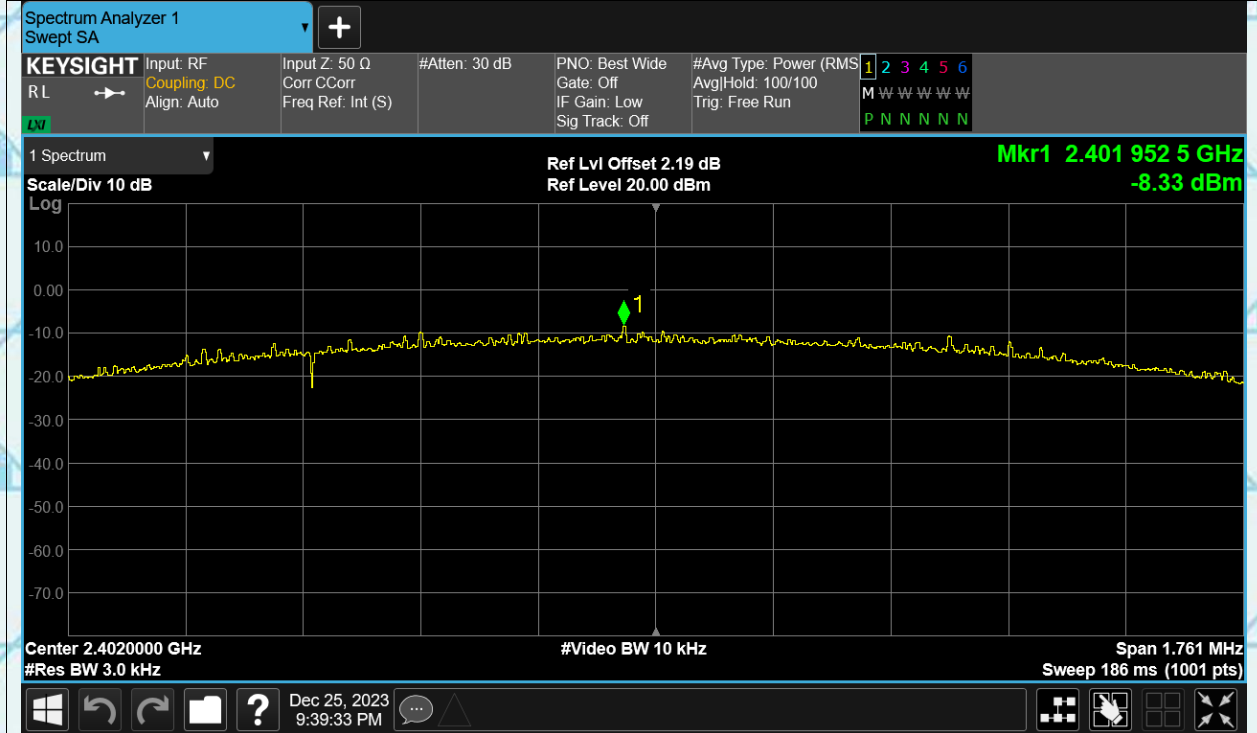 Spectrum Analyzer 1
Swept SA
KEYSIGHT
R L
LXI
Input: RF
Coupling: DC
Align: Auto
Input Z: 50 Ω
Corr CCorr
Freq Ref: Int (S)
#Atten: 30 dB
PNO: Best Wide
Gate: Off
IF Gain: Low
Sig Track: Off
#Avg Type: Power (RMS
Avg|Hold: 100/100
Trig: Free Run
1 2 3 4 5 6
M W W W W W
P N N N N N
1 Spectrum
Scale/Div 10 dB
Log
Ref Lvl Offset 2.19 dB
Ref Level 20.00 dBm
Mkr1 2.401 952 5 GHz
-8.33 dBm
10.0
0.00
-10.0
-20.0
-30.0
-40.0
-50.0
-60.0
-70.0
1
Center 2.4020000 GHz
#Res BW 3.0 kHz
#Video BW 10 kHz
Span 1.761 MHz
Sweep 186 ms (1001 pts)
?
Dec 25, 2023
9:39:33 PM